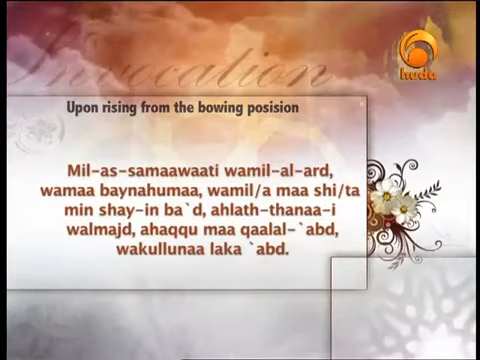 Invocation
huda
Upon rising from the bowing posision
Mil-as-samaawaati wamil-al-ard,
wamaa baynahumaa, wamil/a maa shi/ta
min shay-in ba`d, ahlath-thanaa-i
walmajd, ahaqqu maa qaalal-`abd,
wakullunaa laka `abd.